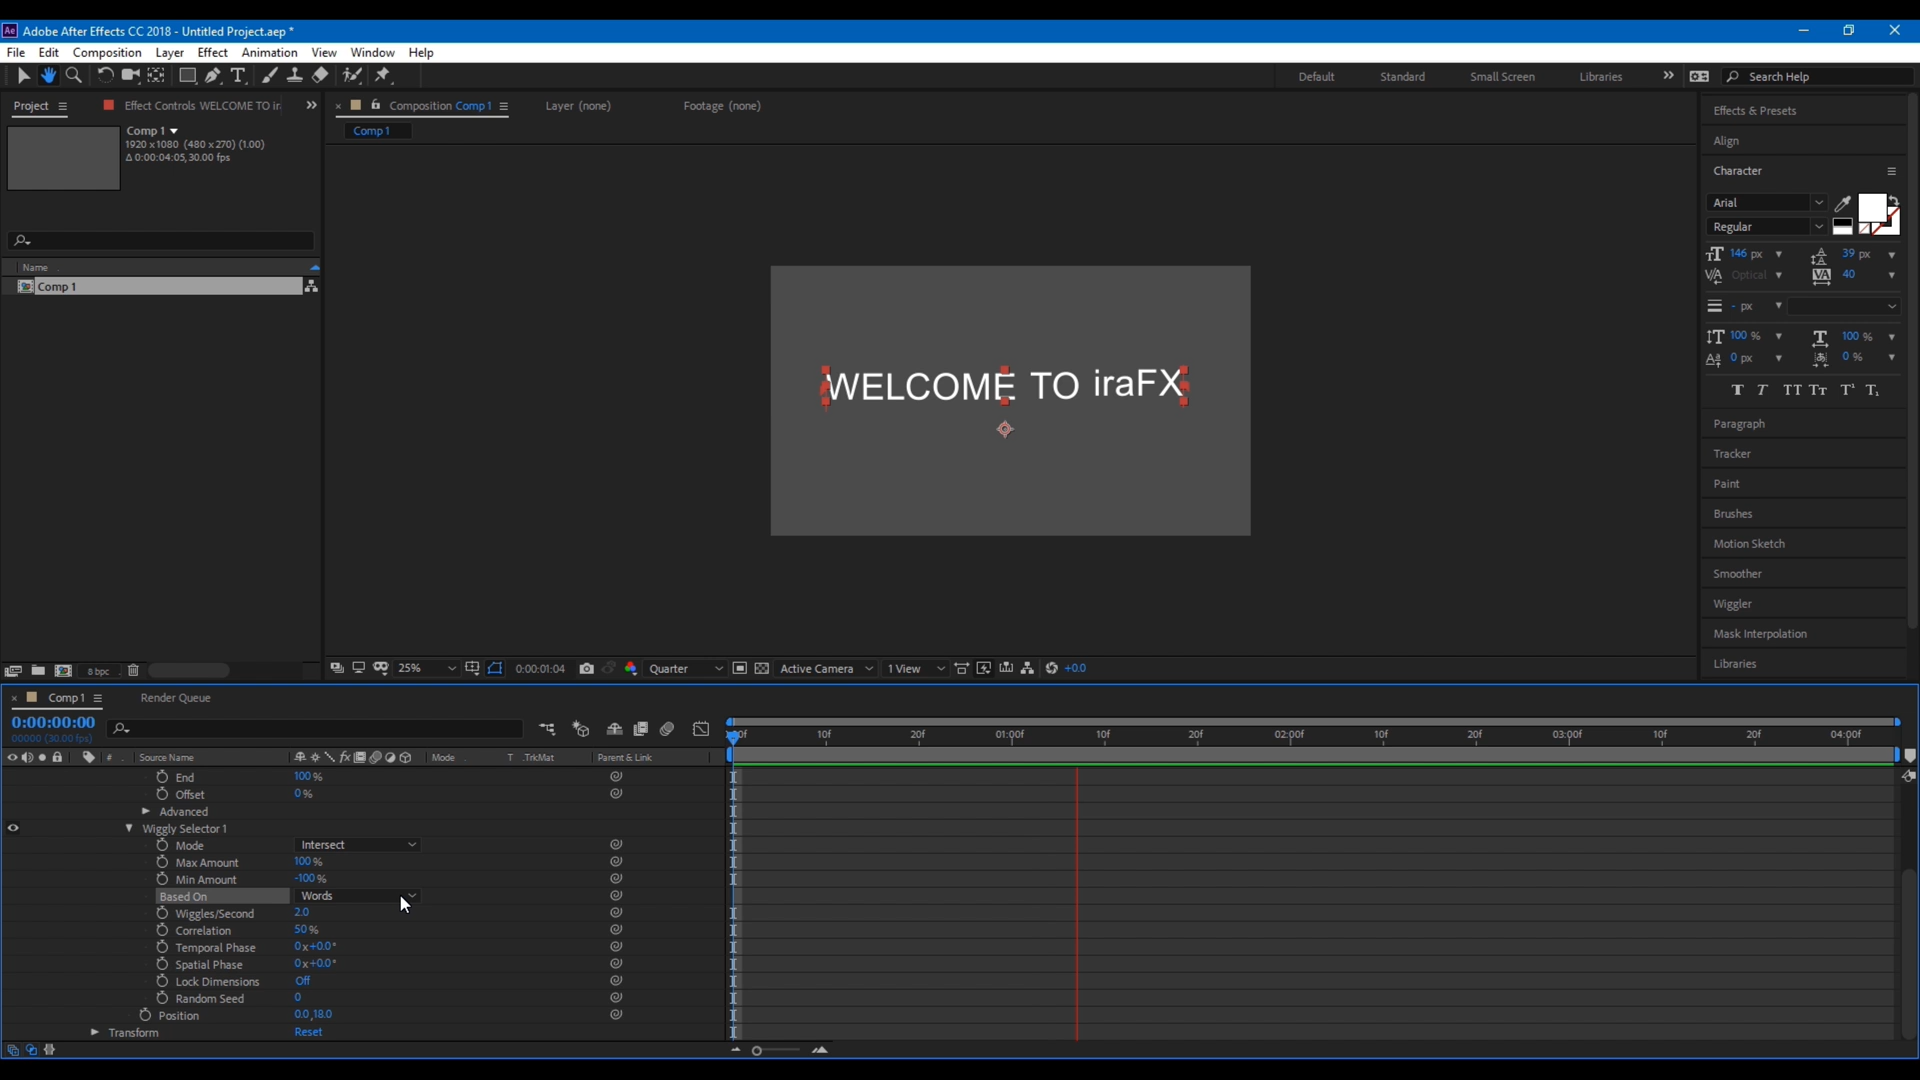 Ae Adobe After Effects CC 2018 - Untitled Project.aep *
File Edit Composition Layer Effect Animation View Window Help
Default Standard Small Screen Libraries Search Help
Project Effect Controls WELCOME TO ir
Composition Comp 1 Layer (none) Footage (none)
Comp 1
Comp 1
1920 x1080 (480 x 270) (1.00)
Δ 0:00:04:05, 30.00 fps
Name
Comp 1
8 bpc
WELCOME TO iraFX
25% 0:00:01:04 Quarter Active Camera 1 View +0.0
Effects & Presets
Align
Character
Arial
Regular
146 px 39 px
Optical 40
- px
100 % 100 %
0 px 0 %
T T TT Tт T¹ T₁
Paragraph
Tracker
Paint
Brushes
Motion Sketch
Smoother
Wiggler
Mask Interpolation
Libraries
Comp 1 Render Queue
0:00:00:00
00000 (30.00 fps)
10f 20f 01:00f 10f 20f 02:00f 10f 20f 03:00f 10f 20f 04:00f
# Source Name fx Mode T .TrkMat Parent & Link
End 100 %
Offset 0 %
Advanced
Wiggly Selector 1
Mode Intersect
Max Amount 100 %
Min Amount -100 %
Based On Words
Wiggles/Second 2.0
Correlation 50 %
Temporal Phase 0 x +0.0°
Spatial Phase 0 x +0.0°
Lock Dimensions Off
Random Seed 0
Position 0.0, 18.0
Transform Reset